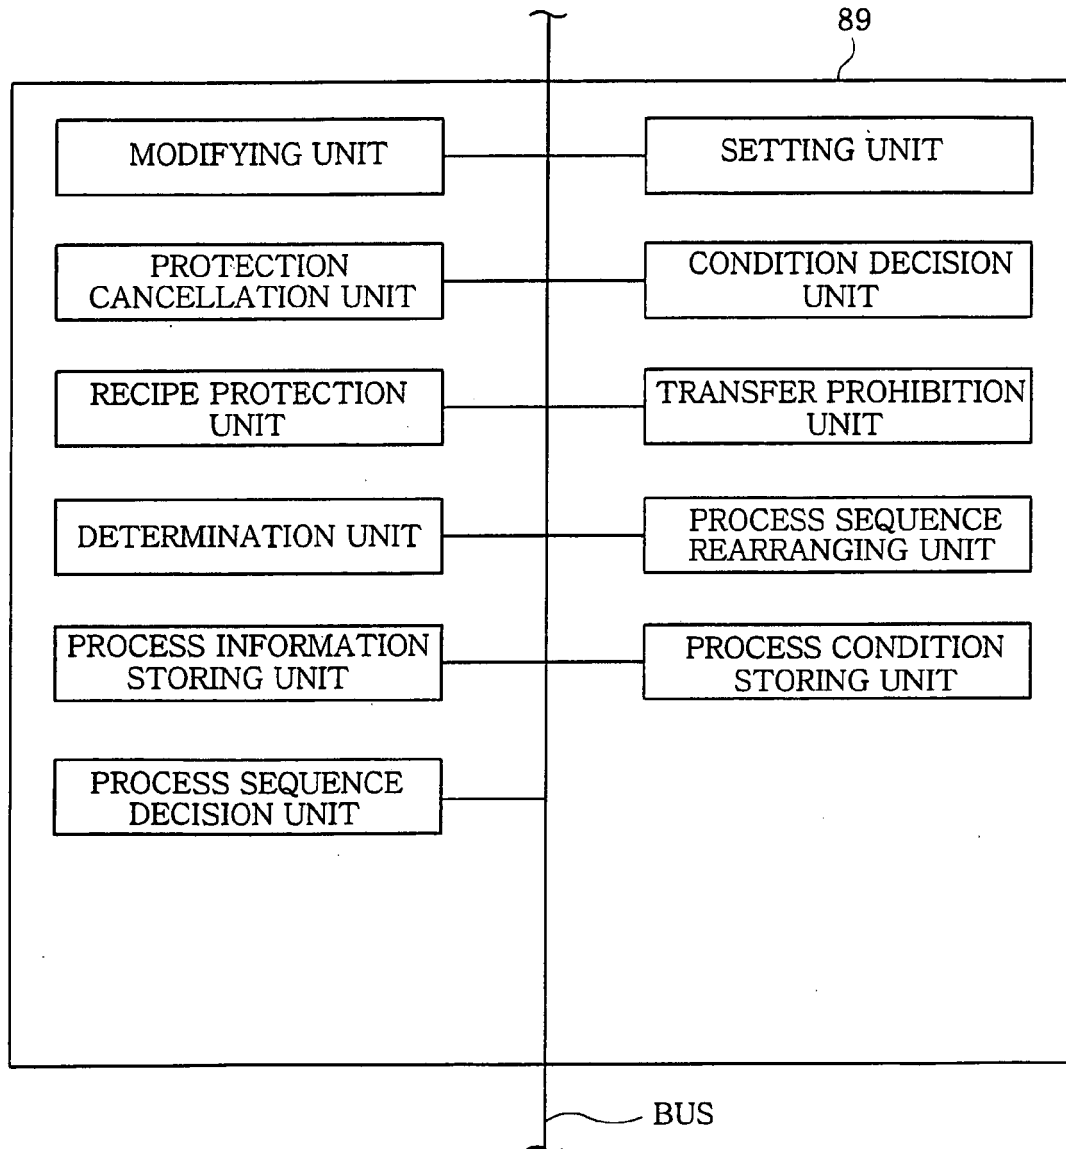 89
MODIFYING UNIT
SETTING UNIT
PROTECTION
CANCELLATION UNIT
CONDITION DECISION
UNIT
RECIPE PROTECTION
UNIT
TRANSFER PROHIBITION
UNIT
DETERMINATION UNIT
PROCESS SEQUENCE
REARRANGING UNIT
PROCESS INFORMATION
STORING UNIT
PROCESS CONDITION
STORING UNIT
PROCESS SEQUENCE
DECISION UNIT
BUS